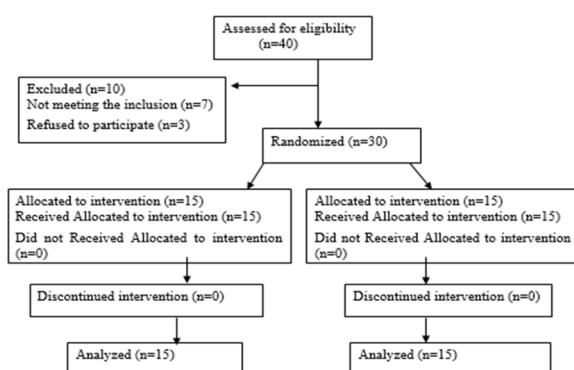 Assessed for eligibility
(n=40)
Excluded (n=10)
Not meeting the inclusion (n=7)
Refused to participate (n=3)
Randomized (n=30)
Allocated to intervention (n=15)
Received Allocated to intervention (n=15)
Did not Received Allocated to intervention
(n=0)
Allocated to intervention (n=15)
Received Allocated to intervention (n=15)
Did not Received Allocated to intervention
(n=0)
Discontinued intervention (n=0)
Discontinued intervention (n=0)
Analyzed (n=15)
Analyzed (n=15)